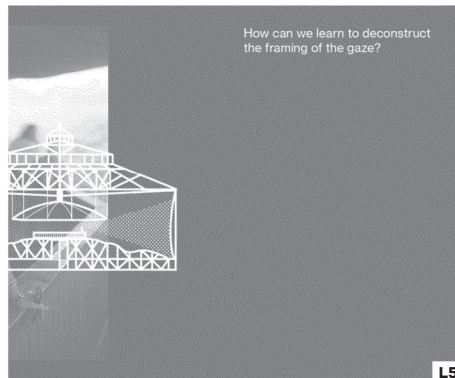 How can we learn to deconstruct
the framing of the gaze?
L5